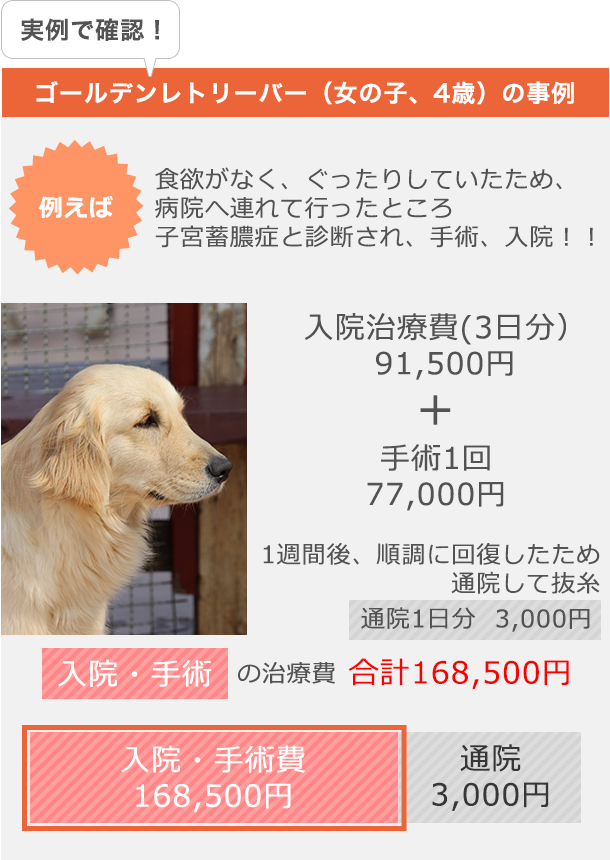 実例で確認！
ゴールデンレトリーバー（女の子、4歳）の事例
例えば
食欲がなく、ぐったりしていたため、
病院へ連れて行ったところ
子宮蓄膿症と診断され、手術、入院！！
入院治療費(3日分）
91,500円
＋
手術1回
77,000円
1週間後、順調に回復したため
通院して抜糸
通院1日分 3,000円
入院・手術 の治療費 合計168,500円
入院・手術費
168,500円
通院
3,000円